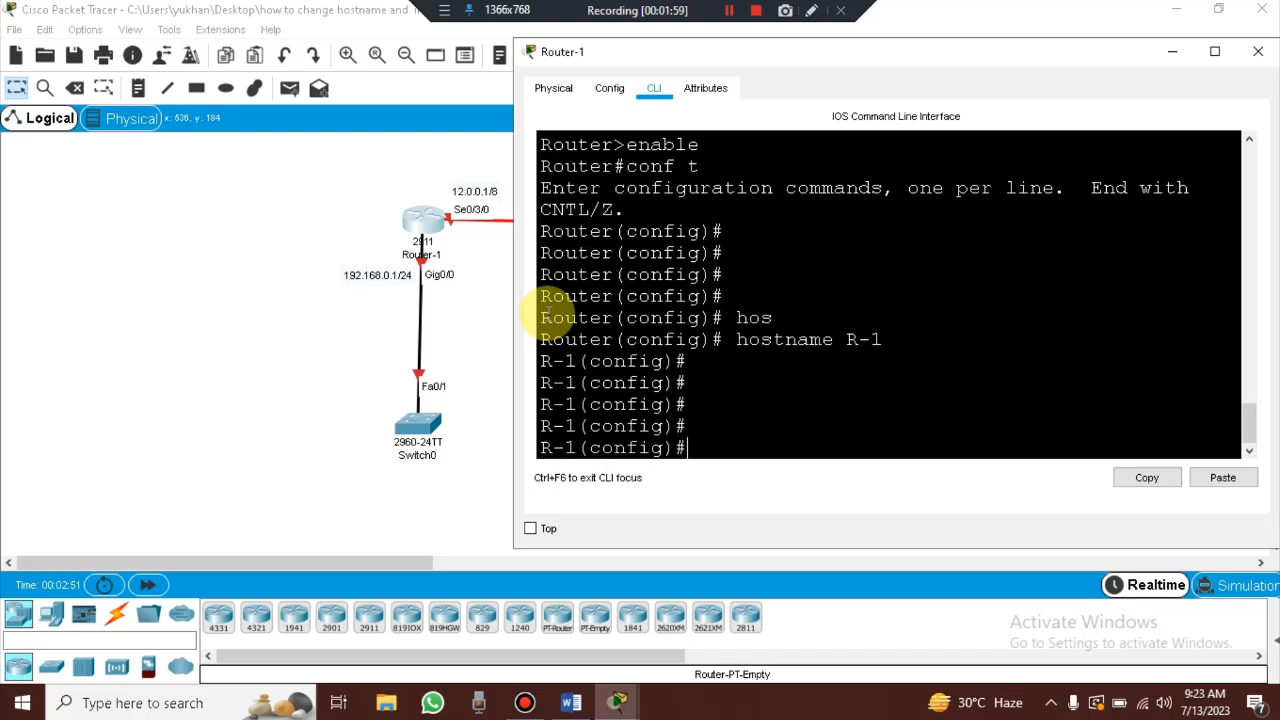 Cisco Packet Tracer - C:\Users\yukhan\Desktop\how to change hostname and
1366x768
Recording [00:01:59]
File Edit Options View Tools Extensions Help
Router-1
Physical Config CLI Attributes
Logical
Physical
x: 636, y: 184
IOS Command Line Interface
Router>enable
Router#conf t
Enter configuration commands, one per line.  End with
CNTL/Z.
Router(config)#
Router(config)#
Router(config)#
Router(config)#
Router(config)# hos
Router(config)# hostname R-1
R-1(config)#
R-1(config)#
R-1(config)#
R-1(config)#
R-1(config)#
12.0.0.1/8
Se0/3/0
2911
Router-1
192.168.0.1/24
Gig0/0
Fa0/1
2960-24TT
Switch0
Ctrl+F6 to exit CLI focus
Copy
Paste
Top
Time: 00:02:51
Realtime
Simulation
4331 4321 1941 2901 2911 819IOX 819HGW 829 1240 PT-Router PT-Empty 1841 2620XM 2621XM 2811
Activate Windows
Go to Settings to activate Windows.
Router-PT-Empty
Type here to search
30°C Haze
9:23 AM
7/13/2023
7